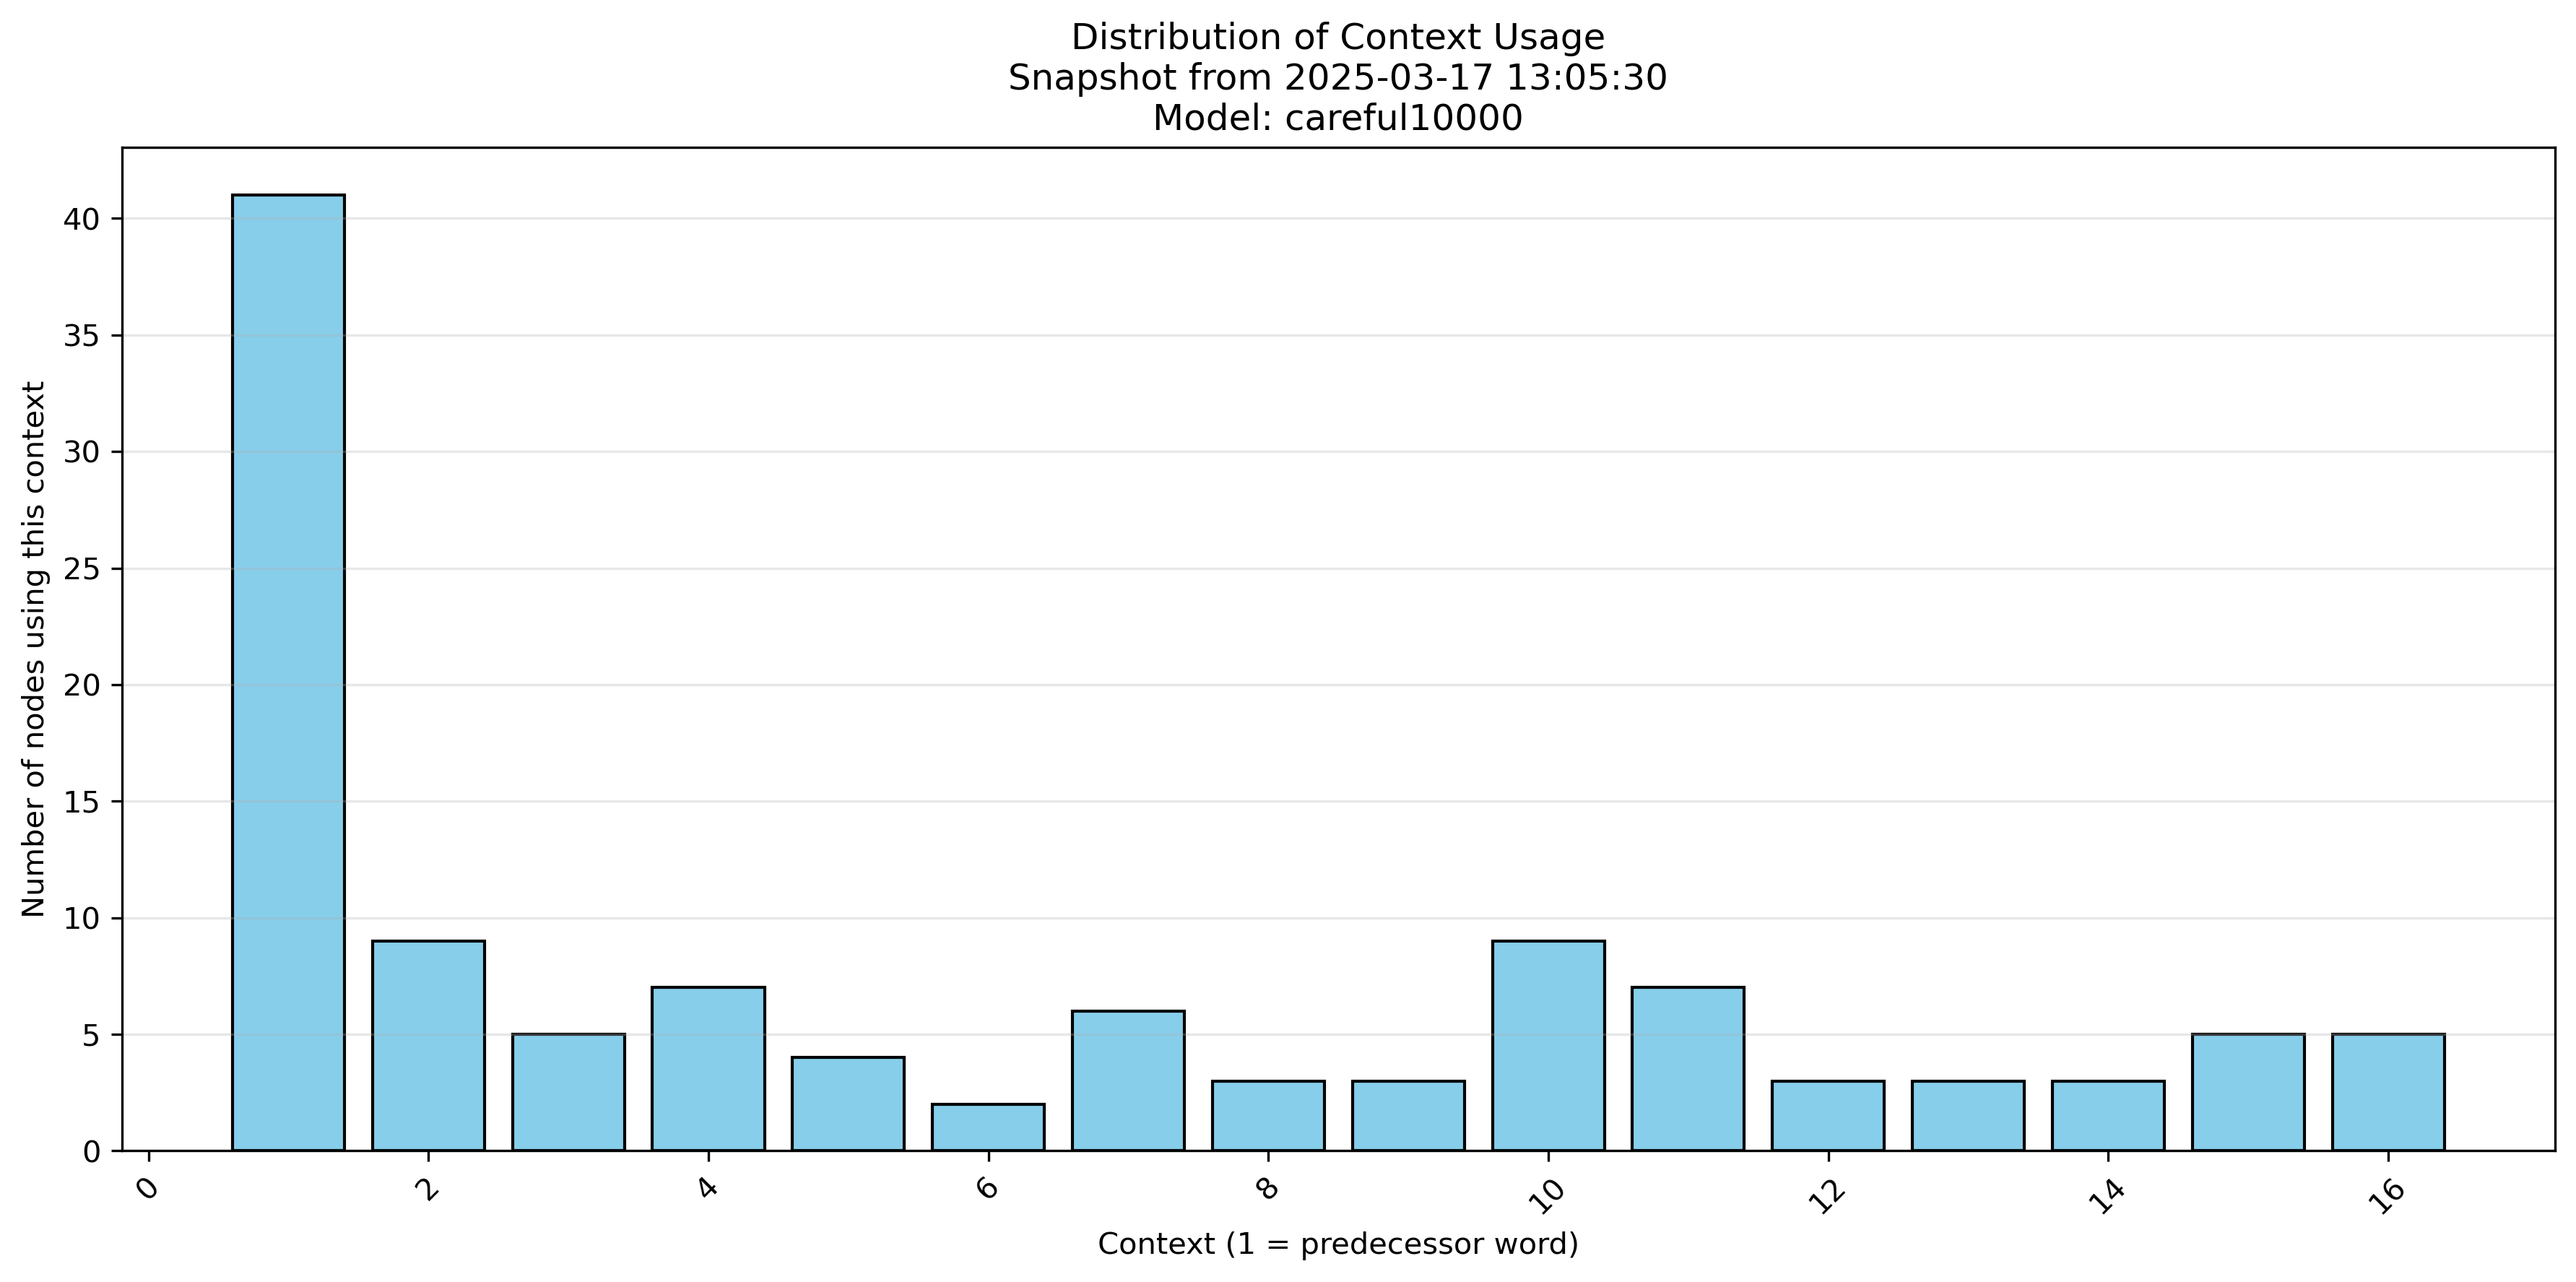 Distribution of Context Usage
Snapshot from 2025-03-17 13:05:30
Model: careful10000
Number of nodes using this context
40
35
30
25
20
15
10
5
0
0 2 4 6 8 10 12 14 16
Context (1 = predecessor word)